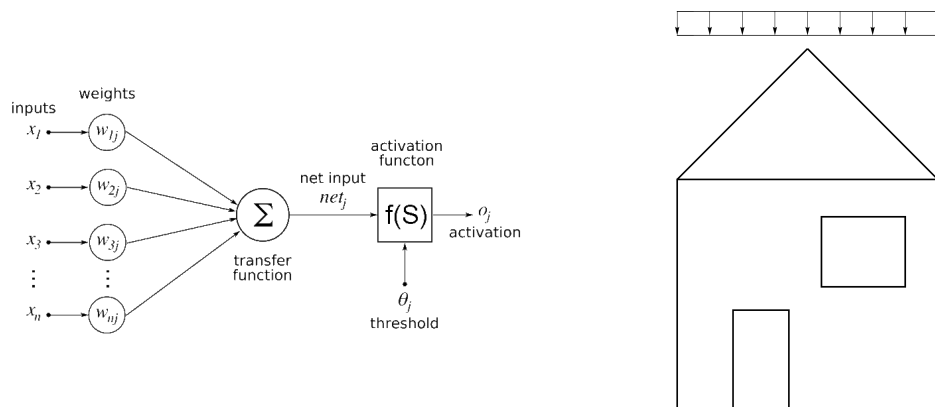 inputs
weights
x1
w1j
x2
w2j
x3
w3j
⋮
⋮
xn
wnj
Σ
transfer
function
net input
netj
activation
functon
f(S)
oj
activation
θj
threshold